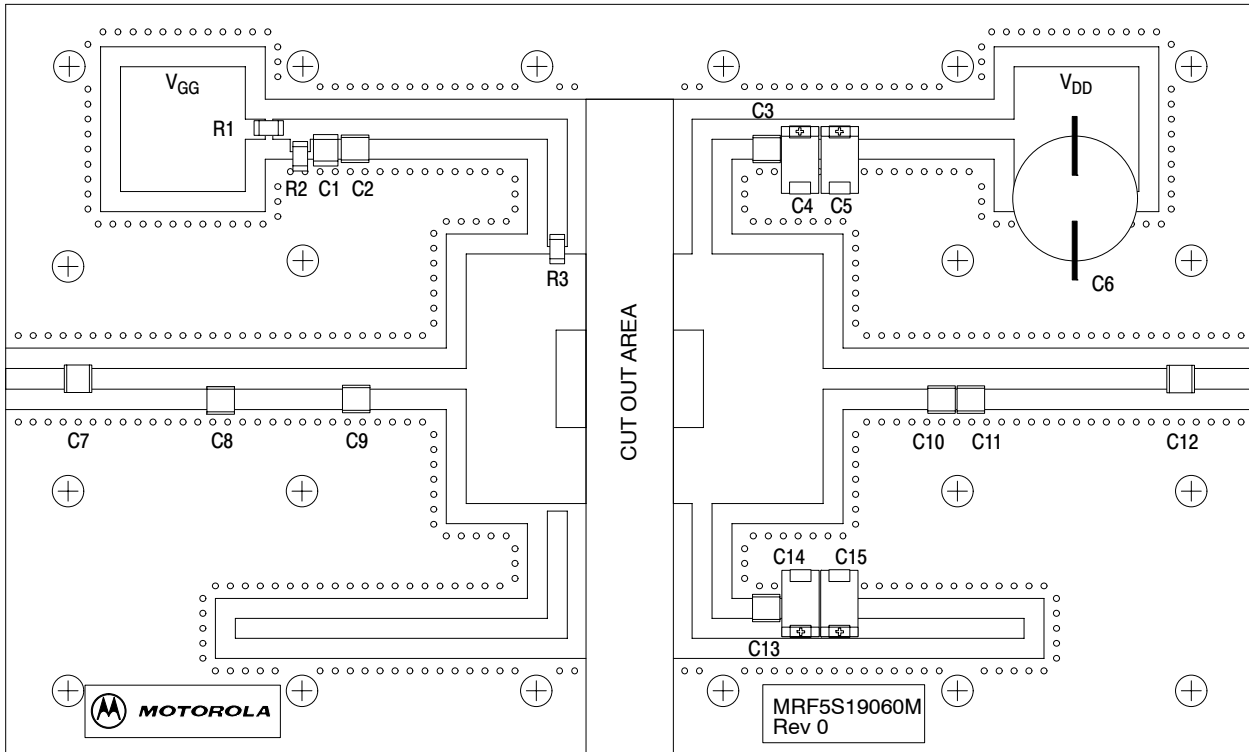 VGG
VDD
C3
R1
R2 C1 C2
C4 C5
R3
C6
CUT OUT AREA
C7
C8
C9
C10 C11
C12
C14 C15
C13
MOTOROLA
MRF5S19060M
Rev 0